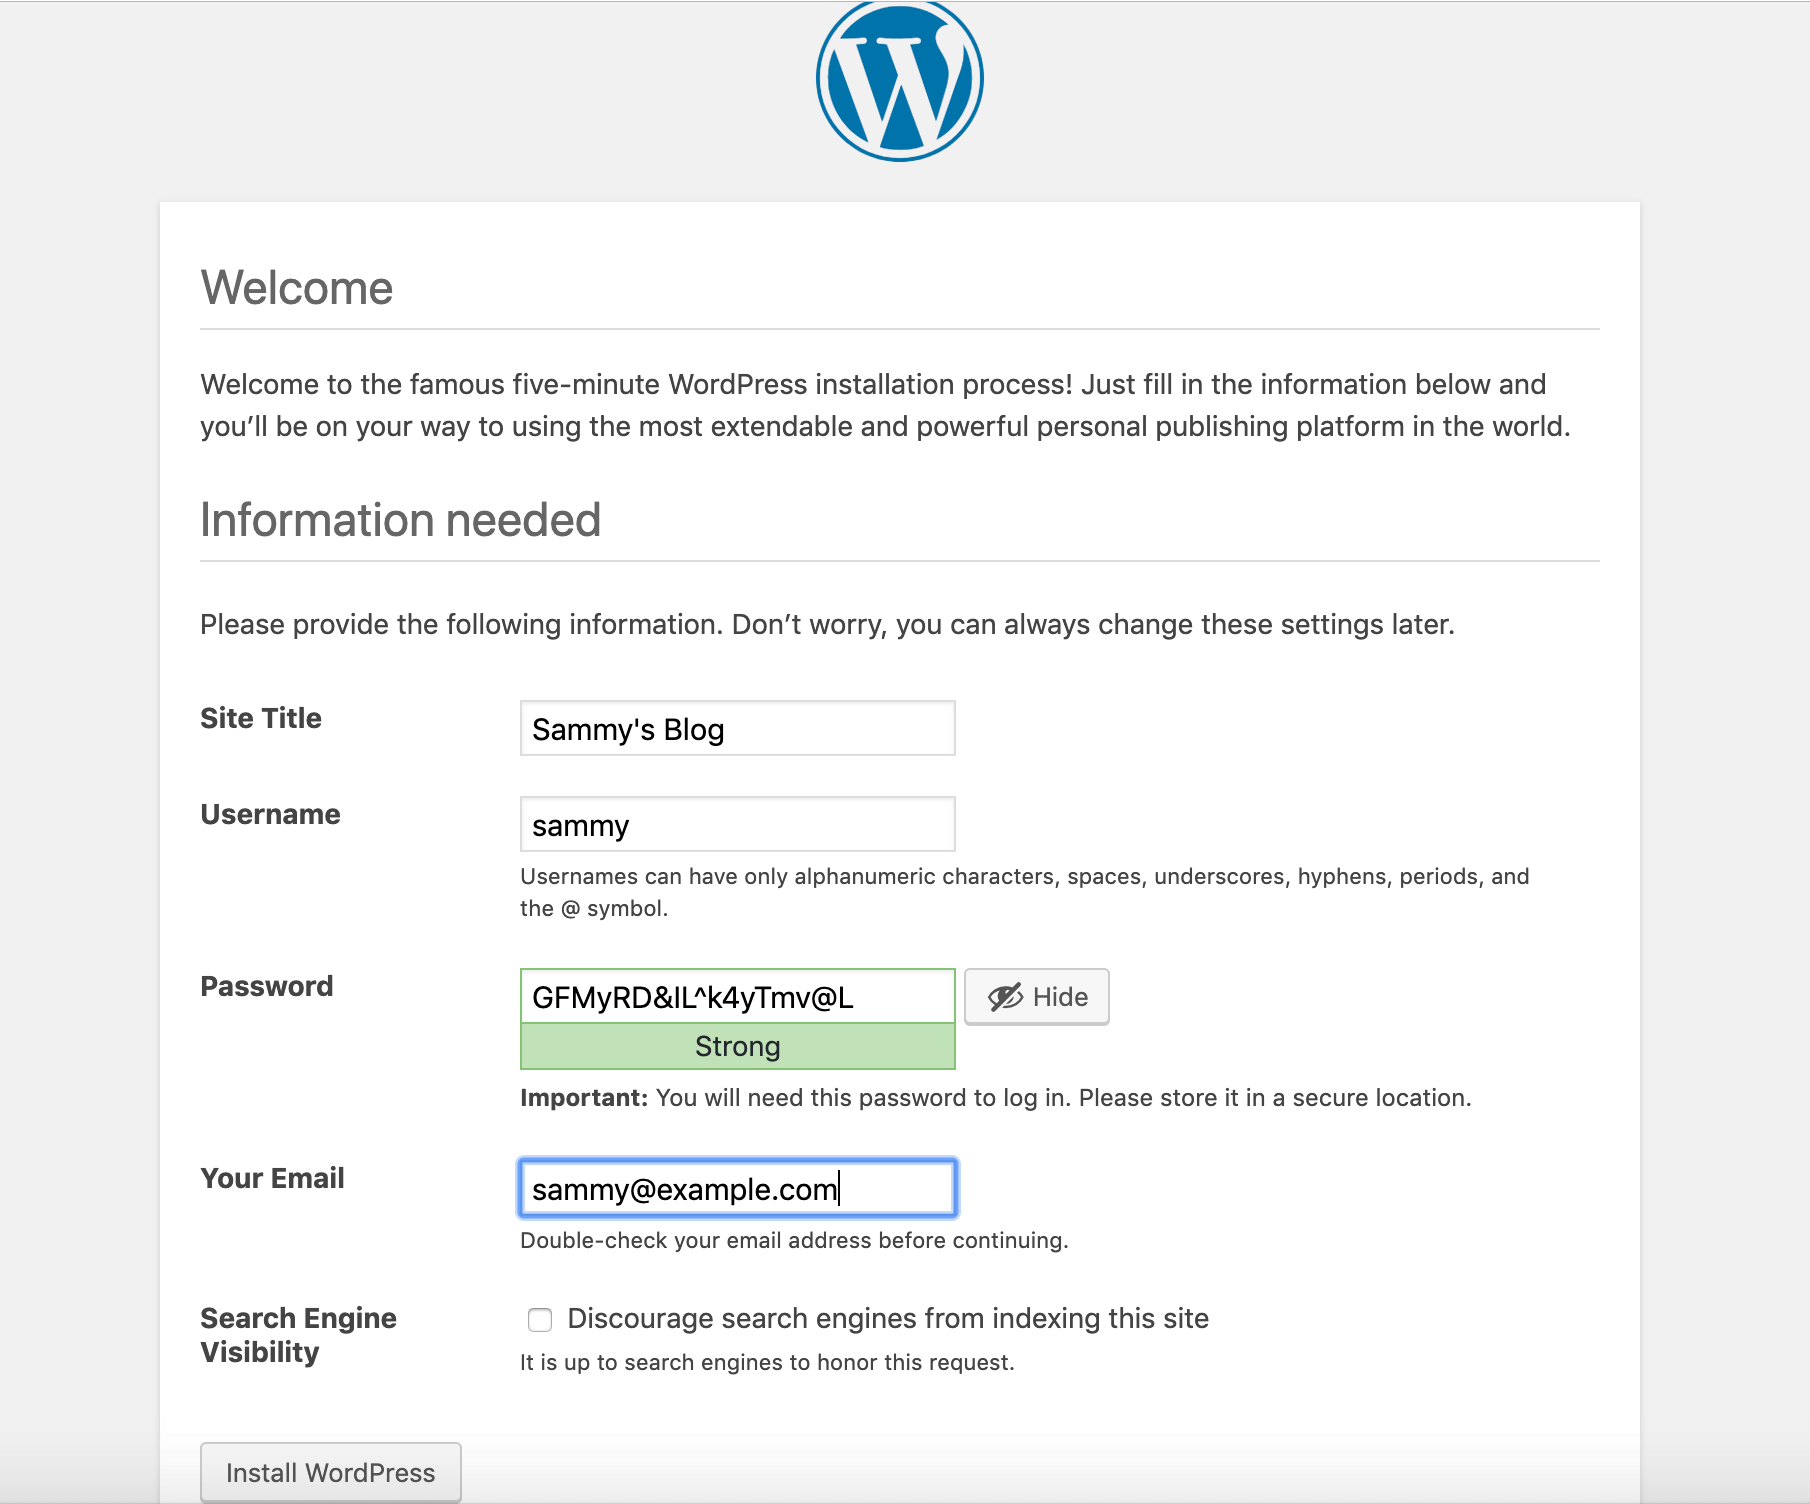 Welcome
Welcome to the famous five-minute WordPress installation process! Just fill in the information below and
you’ll be on your way to using the most extendable and powerful personal publishing platform in the world.
Information needed
Please provide the following information. Don’t worry, you can always change these settings later.
Site Title
Sammy's Blog
Username
sammy
Usernames can have only alphanumeric characters, spaces, underscores, hyphens, periods, and
the @ symbol.
Password
GFMyRD&lL^k4yTmv@L
Hide
Strong
Important: You will need this password to log in. Please store it in a secure location.
Your Email
sammy@example.com
Double-check your email address before continuing.
Search Engine
Visibility
Discourage search engines from indexing this site
It is up to search engines to honor this request.
Install WordPress